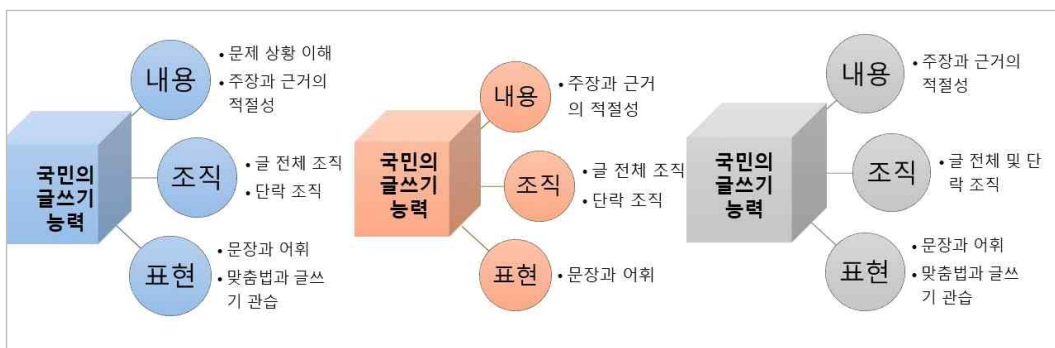 국민의
글쓰기
능력
내용
• 문제 상황 이해
• 주장과 근거의
적절성
조직
• 글 전체 조직
• 단락 조직
표현
• 문장과 어휘
• 맞춤법과 글쓰
기 관습
국민의
글쓰기
능력
내용
• 주장과 근거
의 적절성
조직
• 글 전체 조직
• 단락 조직
표현
• 문장과 어휘
국민의
글쓰기
능력
내용
• 주장과 근거의
적절성
조직
• 글 전체 및 단
락 조직
표현
• 문장과 어휘
• 맞춤법과 글쓰
기 관습